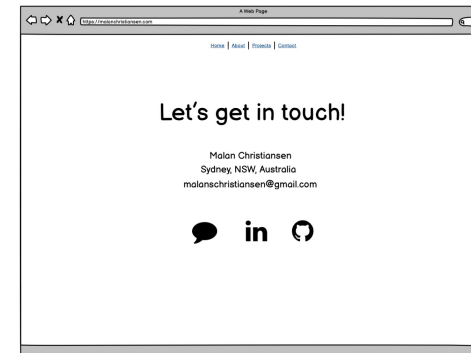 A Web Page
https://malanchristiansen.com
Home | About | Projects | Contact
Let's get in touch!
Malan Christiansen
Sydney, NSW, Australia
malanschristiansen@gmail.com
in